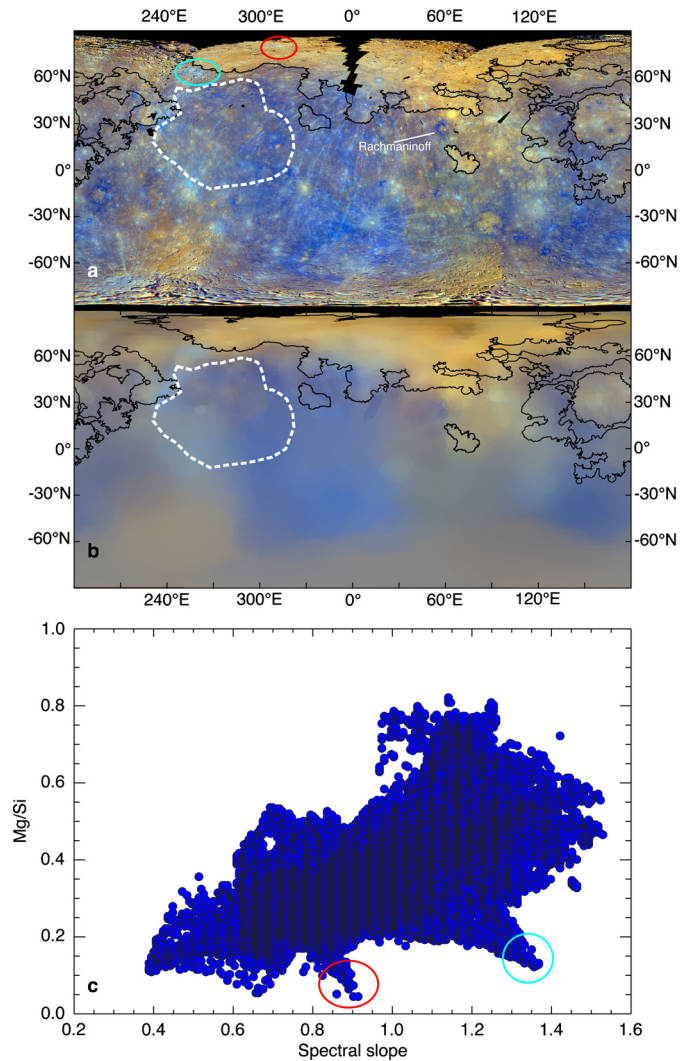 240°E 300°E 0° 60°E 120°E
60°N 60°N
30°N 30°N
Rachmaninoff
0° 0°
-30°N -30°N
-60°N -60°N
a
60°N 60°N
30°N 30°N
0° 0°
-30°N -30°N
-60°N -60°N
b
240°E 300°E 0° 60°E 120°E
1.0
0.8
0.6
Mg/Si
0.4
0.2
c
0.0
0.2 0.4 0.6 0.8 1.0 1.2 1.4 1.6
Spectral slope